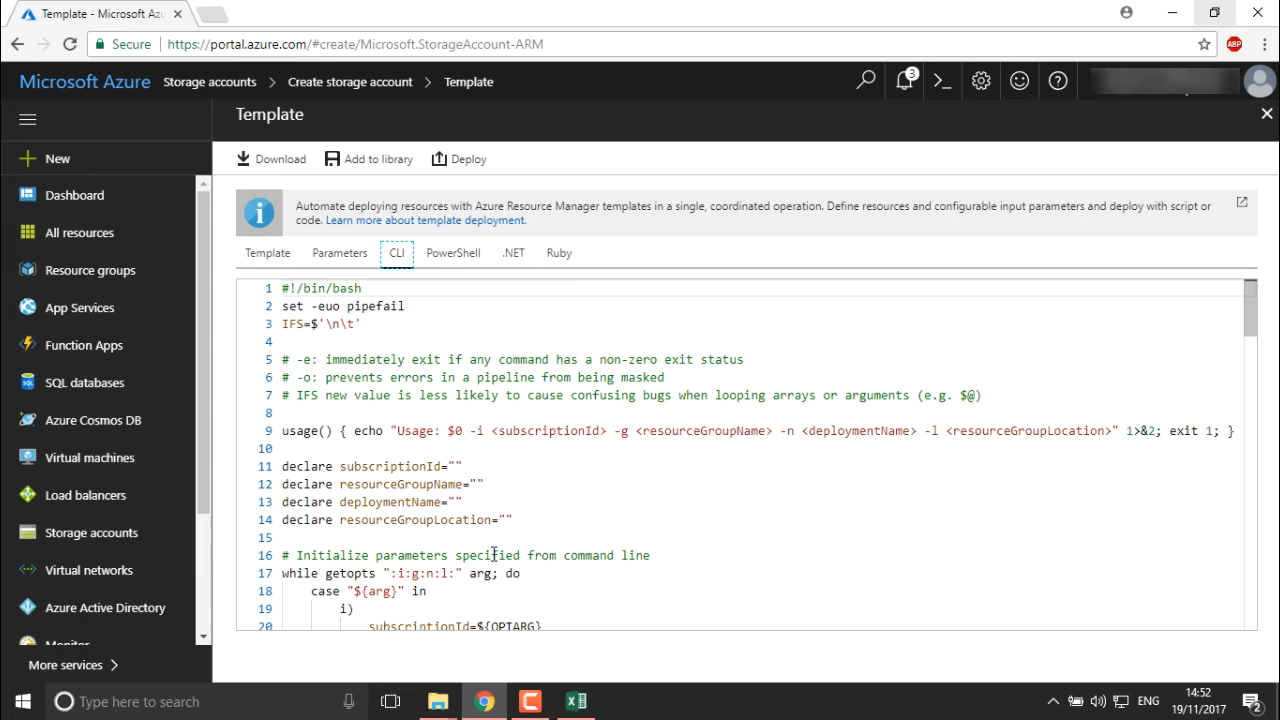 Template - Microsoft Az
Secure
https://portal.azure.com/#create/Microsoft.StorageAccount-ARM
ABP
Microsoft Azure
Storage accounts > Create storage account > Template
3
Template
New
Download
Add to library
Deploy
Dashboard
All resources
Resource groups
App Services
Function Apps
SQL databases
Azure Cosmos DB
Virtual machines
Load balancers
Storage accounts
Virtual networks
Azure Active Directory
Monitor
More services
Automate deploying resources with Azure Resource Manager templates in a single, coordinated operation. Define resources and configurable input parameters and deploy with script or
code. Learn more about template deployment.
Template
Parameters
CLI
PowerShell
.NET
Ruby
1 #!/bin/bash
2 set -euo pipefail
3 IFS=$'\n\t'
4
5 # -e: immediately exit if any command has a non-zero exit status
6 # -o: prevents errors in a pipeline from being masked
7 # IFS new value is less likely to cause confusing bugs when looping arrays or arguments (e.g. $@)
8
9 usage() { echo "Usage: $0 -i <subscriptionId> -g <resourceGroupName> -n <deploymentName> -l <resourceGroupLocation>" 1>&2; exit 1; }
10
11 declare subscriptionId=""
12 declare resourceGroupName=""
13 declare deploymentName=""
14 declare resourceGroupLocation=""
15
16 # Initialize parameters specified from command line
17 while getopts ":i:g:n:l:" arg; do
18 case "${arg}" in
19 i)
20 subscriptionId=${OPTARG}
Type here to search
ENG
14:52
19/11/2017
2